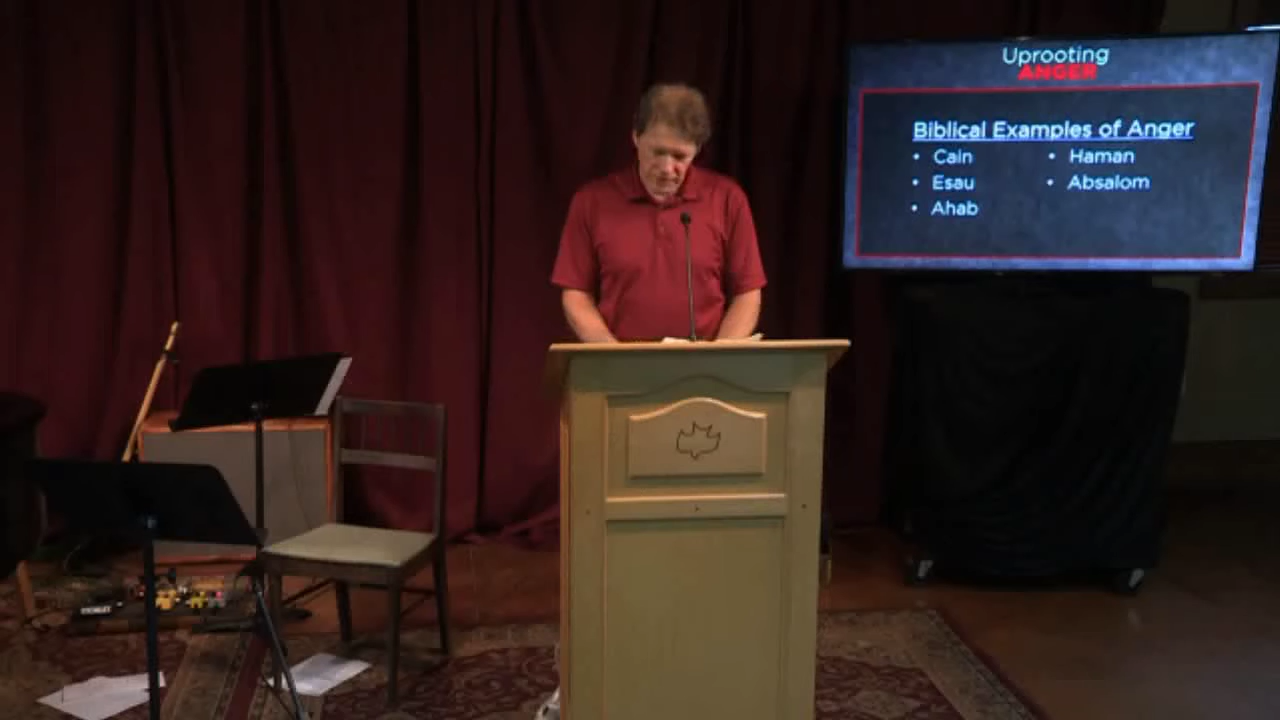 Uprooting
ANGER
Biblical Examples of Anger
• Cain
• Esau
• Ahab
• Haman
• Absalom